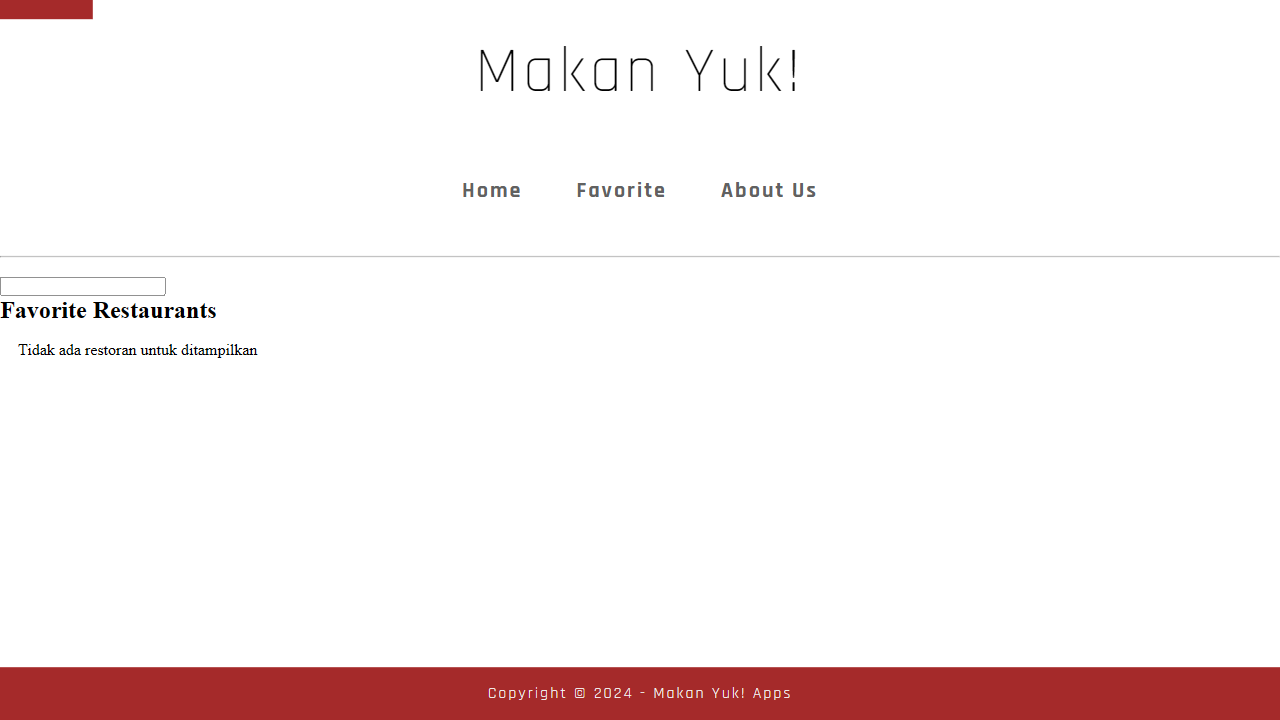 Makan Yuk!
Home Favorite About Us
Favorite Restaurants
Tidak ada restoran untuk ditampilkan
Copyright © 2024 - Makan Yuk! Apps